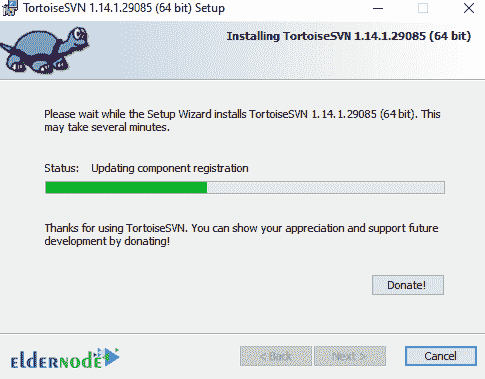 TortoiseSVN 1.14.1.29085 (64 bit) Setup
Installing TortoiseSVN 1.14.1.29085 (64 bit)
Please wait while the Setup Wizard installs TortoiseSVN 1.14.1.29085 (64 bit). This
may take several minutes.
Status: Updating component registration
Thanks for using TortoiseSVN. You can show your appreciation and support future
development by donating!
Donate!
eldernode
< Back
Next >
Cancel